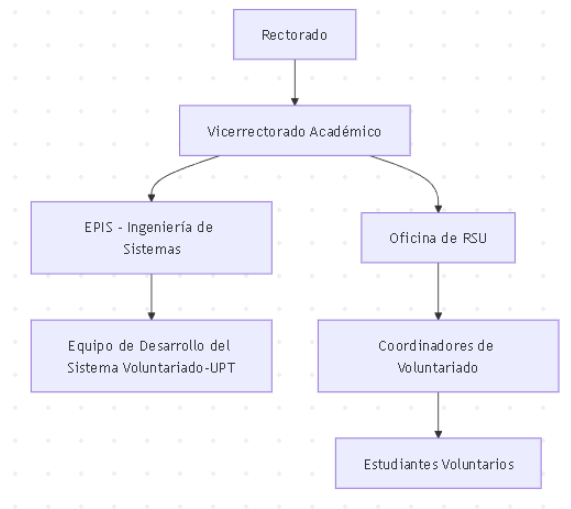 Rectorado
Vicerrectorado Académico
EPIS - Ingeniería de
Sistemas
Oficina de RSU
Equipo de Desarrollo del
Sistema Voluntariado-UPT
Coordinadores de
Voluntariado
Estudiantes Voluntarios